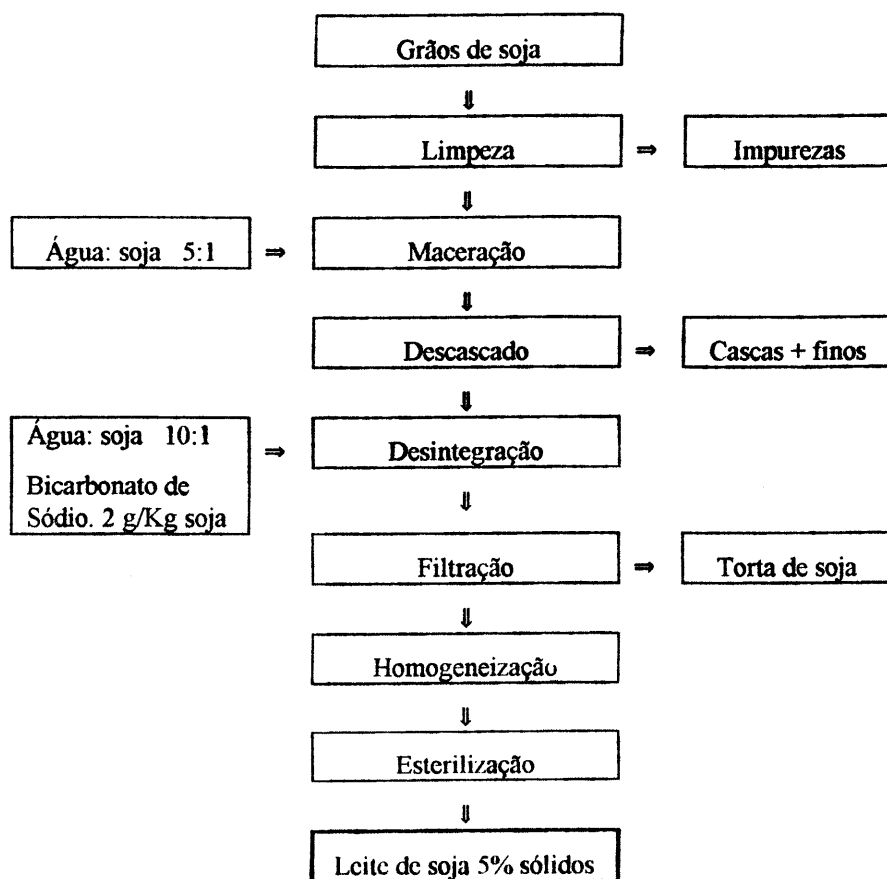 Grãos de soja
⇓
Limpeza ⇒ Impurezas
⇓
Água: soja 5:1 ⇒ Maceração
⇓
Descascado ⇒ Cascas + finos
⇓
Água: soja 10:1
Bicarbonato de
Sódio. 2 g/Kg soja
⇒ Desintegração
⇓
Filtração ⇒ Torta de soja
⇓
Homogeneização
⇓
Esterilização
⇓
Leite de soja 5% sólidos